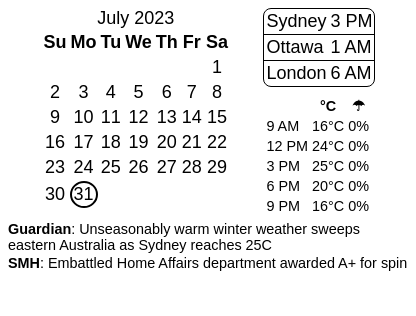 July 2023
Su Mo Tu We Th Fr Sa
1
2 3 4 5 6 7 8
9 10 11 12 13 14 15
16 17 18 19 20 21 22
23 24 25 26 27 28 29
30 31
Sydney 3 PM
Ottawa 1 AM
London 6 AM
°C ☂
9 AM 16°C 0%
12 PM 24°C 0%
3 PM 25°C 0%
6 PM 20°C 0%
9 PM 16°C 0%
Guardian: Unseasonably warm winter weather sweeps
eastern Australia as Sydney reaches 25C
SMH: Embattled Home Affairs department awarded A+ for spin